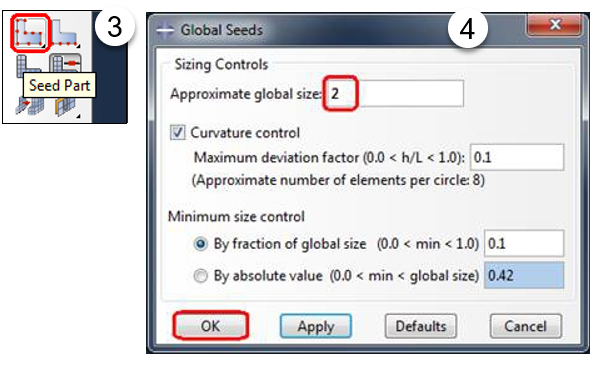 3
Seed Part
4
Global Seeds
Sizing Controls
Approximate global size: 2
Curvature control
Maximum deviation factor (0.0 < h/L < 1.0): 0.1
(Approximate number of elements per circle: 8)
Minimum size control
By fraction of global size (0.0 < min < 1.0) 0.1
By absolute value (0.0 < min < global size) 0.42
OK Apply Defaults Cancel